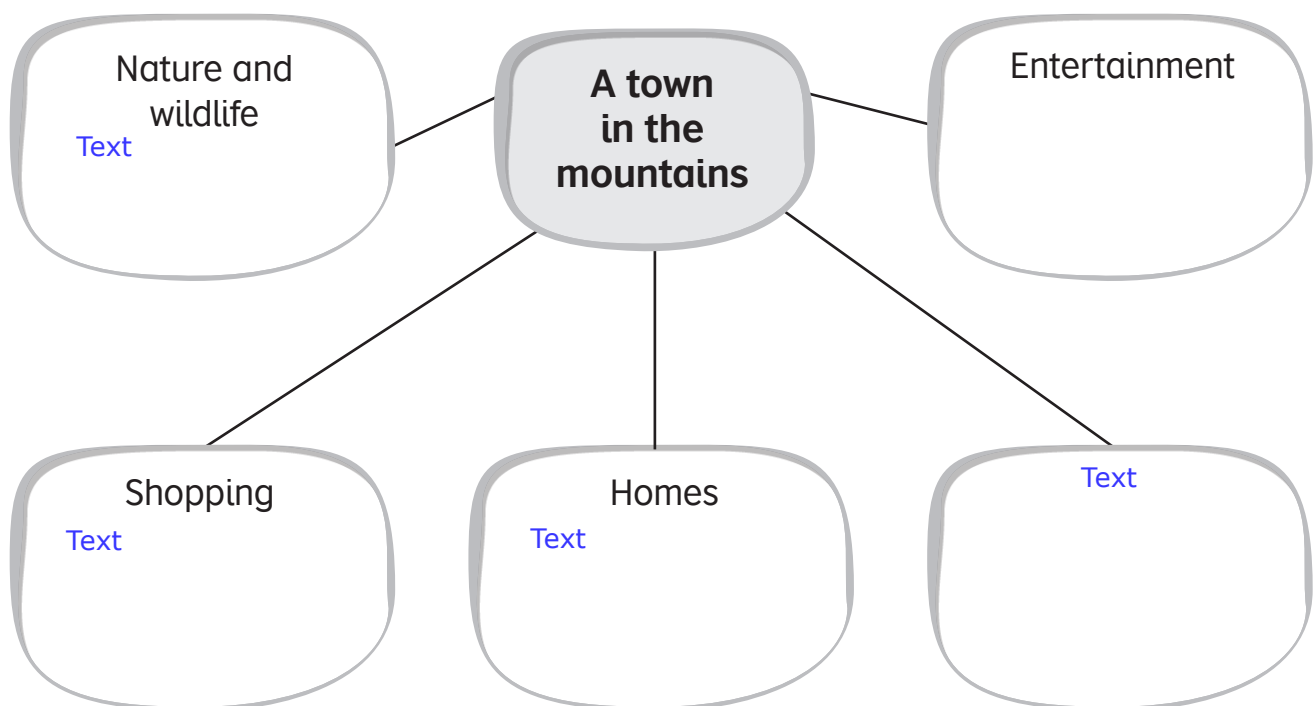 Nature and
wildlife
Text
A town
in the
mountains
Entertainment
Shopping
Text
Homes
Text
Text